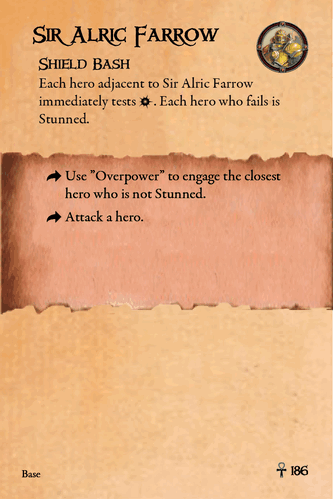 Sir Alric Farrow
Shield Bash
Each hero adjacent to Sir Alric Farrow
immediately tests . Each hero who fails is
Stunned.
Use ”Overpower” to engage the closest
hero who is not Stunned.
Attack a hero.
Base
186